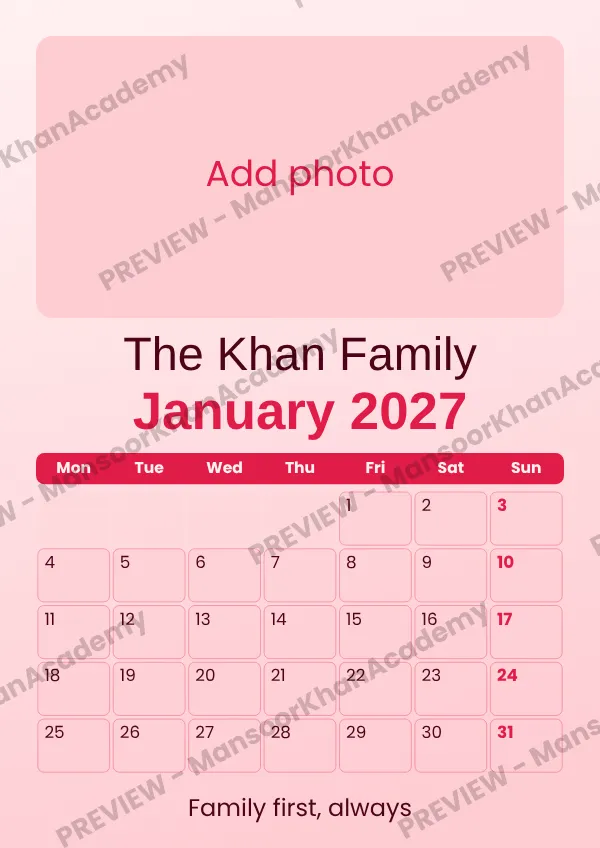 PREVIEW - MansoorKhanAcademy
Add photo
The Khan Family
January 2027
Mon Tue Wed Thu Fri Sat Sun
1 2 3
4 5 6 7 8 9 10
11 12 13 14 15 16 17
18 19 20 21 22 23 24
25 26 27 28 29 30 31
Family first, always